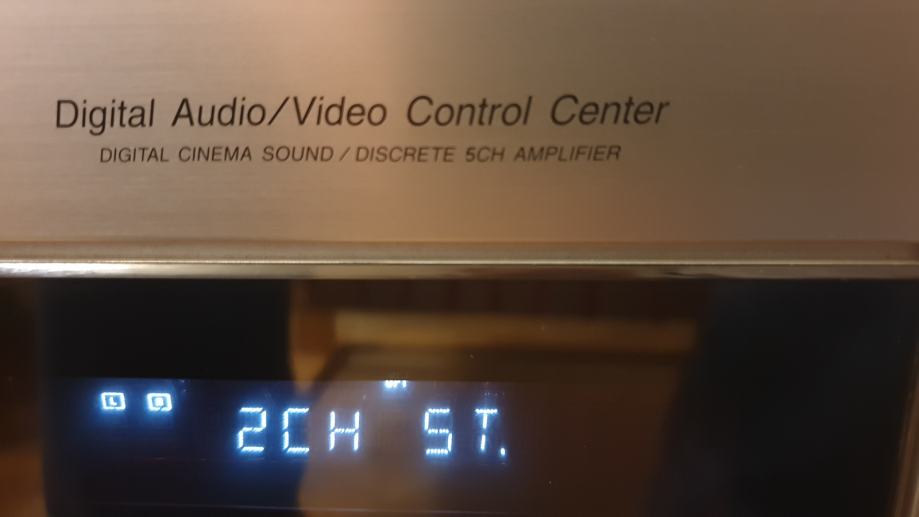 Digital Audio/Video Control Center
DIGITAL CINEMA SOUND / DISCRETE 5CH AMPLIFIER
L R
2CH ST.